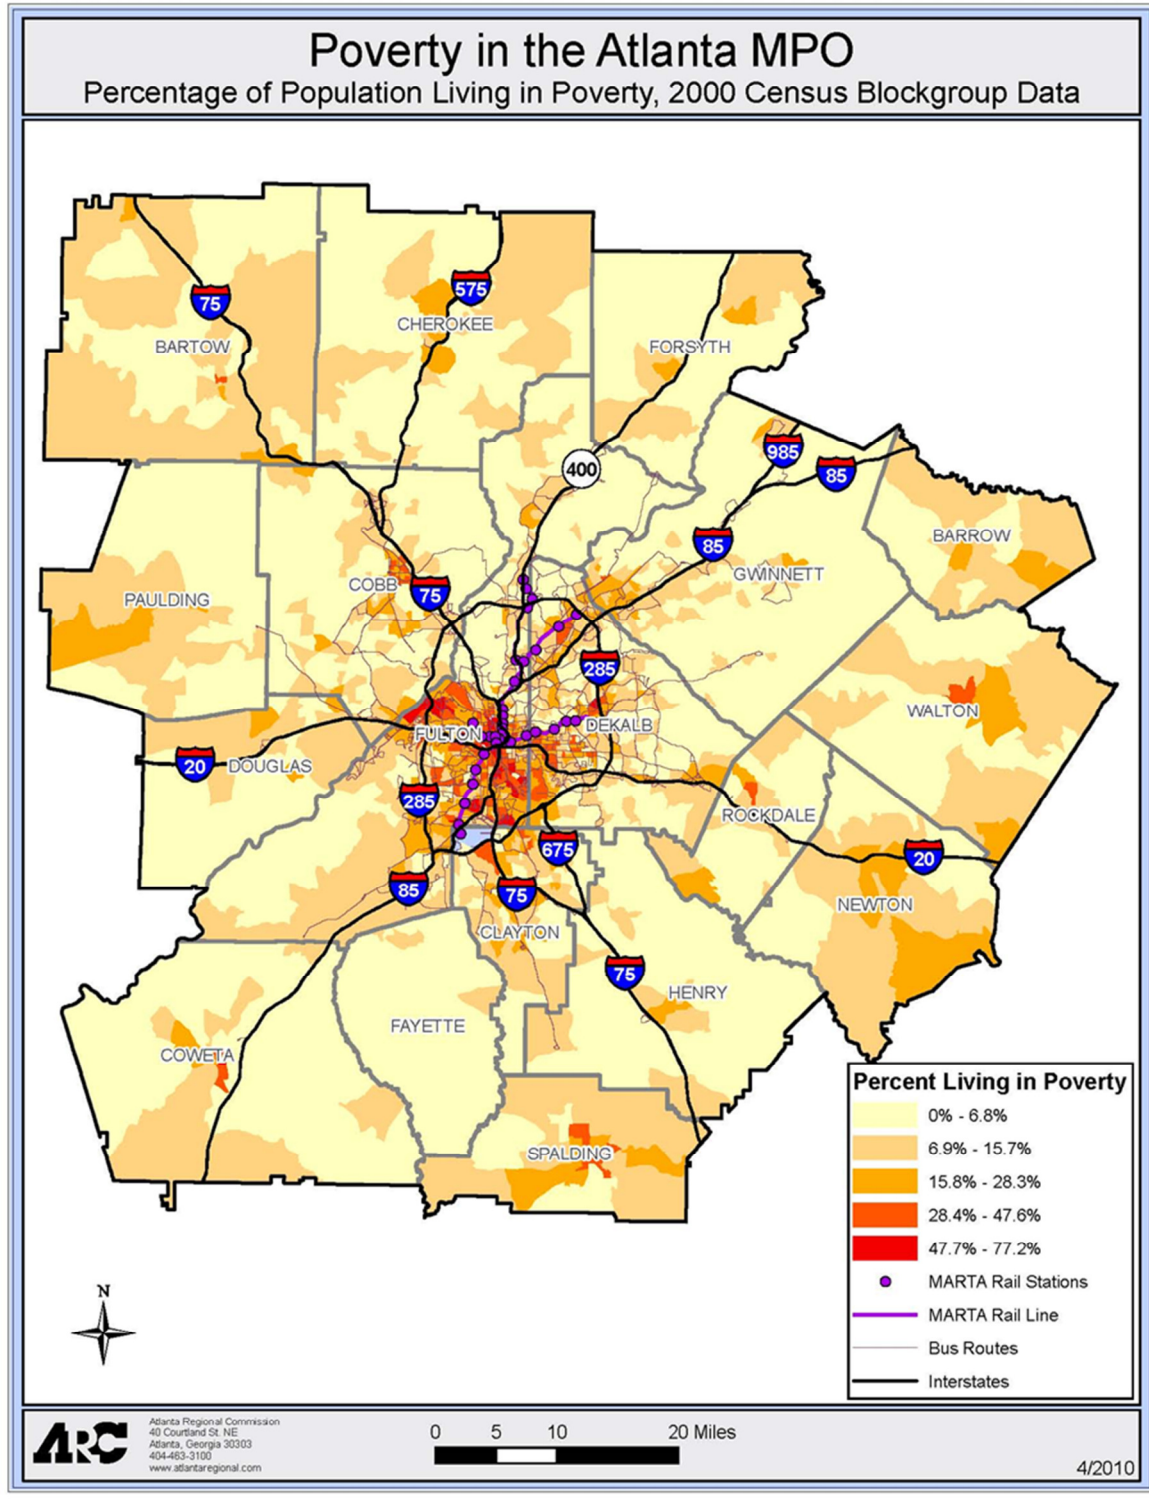 Poverty in the Atlanta MPO
Percentage of Population Living in Poverty, 2000 Census Blockgroup Data
575
75
CHEROKEE
BARTOW
FORSYTH
985
400
85
BARROW
85
GWINNETT
COBB
75
PAULDING
285
WALTON
DEKALB
FULTON
20
DOUGLAS
285
ROCKDALE
675
20
85
75
NEWTON
CLAYTON
75
HENRY
FAYETTE
COWETA
SPALDING
Percent Living in Poverty
0% - 6.8%
6.9% - 15.7%
15.8% - 28.3%
28.4% - 47.6%
47.7% - 77.2%
MARTA Rail Stations
MARTA Rail Line
Bus Routes
Interstates
N
ARC
Atlanta Regional Commission
40 Courtland St. NE
Atlanta, Georgia 30303
404-463-3100
www.atlantaregional.com
0 5 10 20 Miles
4/2010